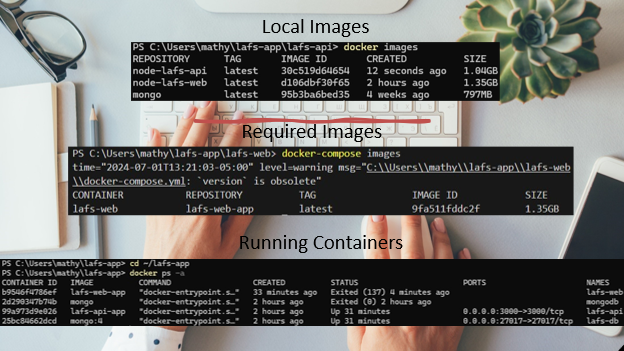 Local Images
PS C:\Users\mathy\lafs-app\lafs-api> docker images
REPOSITORY TAG IMAGE ID CREATED SIZE
node-lafs-api latest 30c519d64654 12 seconds ago 1.04GB
node-lafs-web latest d106dbf30f65 2 hours ago 1.35GB
mongo latest 95b3ba6bed35 4 weeks ago 797MB
Required Images
PS C:\Users\mathy\lafs-app\lafs-web> docker-compose images
time="2024-07-01T13:21:03-05:00" level=warning msg="C:\\Users\\mathy\\lafs-app\\lafs-web
\\docker-compose.yml: `version` is obsolete"
CONTAINER REPOSITORY TAG IMAGE ID SIZE
lafs-web lafs-web-app latest 9fa511fddc2f 1.35GB
Running Containers
PS C:\Users\mathy\lafs-app> cd ~/lafs-app
PS C:\Users\mathy\lafs-app> docker ps -a
CONTAINER ID IMAGE COMMAND CREATED STATUS PORTS NAMES
b9546f4786ef lafs-web-app "docker-entrypoint.s…" 33 minutes ago Exited (137) 4 minutes ago lafs-web
2d290347b74b mongo "docker-entrypoint.s…" 2 hours ago Exited (0) 2 hours ago mongodb
99a973d9e026 lafs-api-app "docker-entrypoint.s…" 2 hours ago Up 31 minutes 0.0.0.0:3000->3000/tcp lafs-api
25bc84662dcd mongo:4 "docker-entrypoint.s…" 2 hours ago Up 31 minutes 0.0.0.0:27017->27017/tcp lafs-db